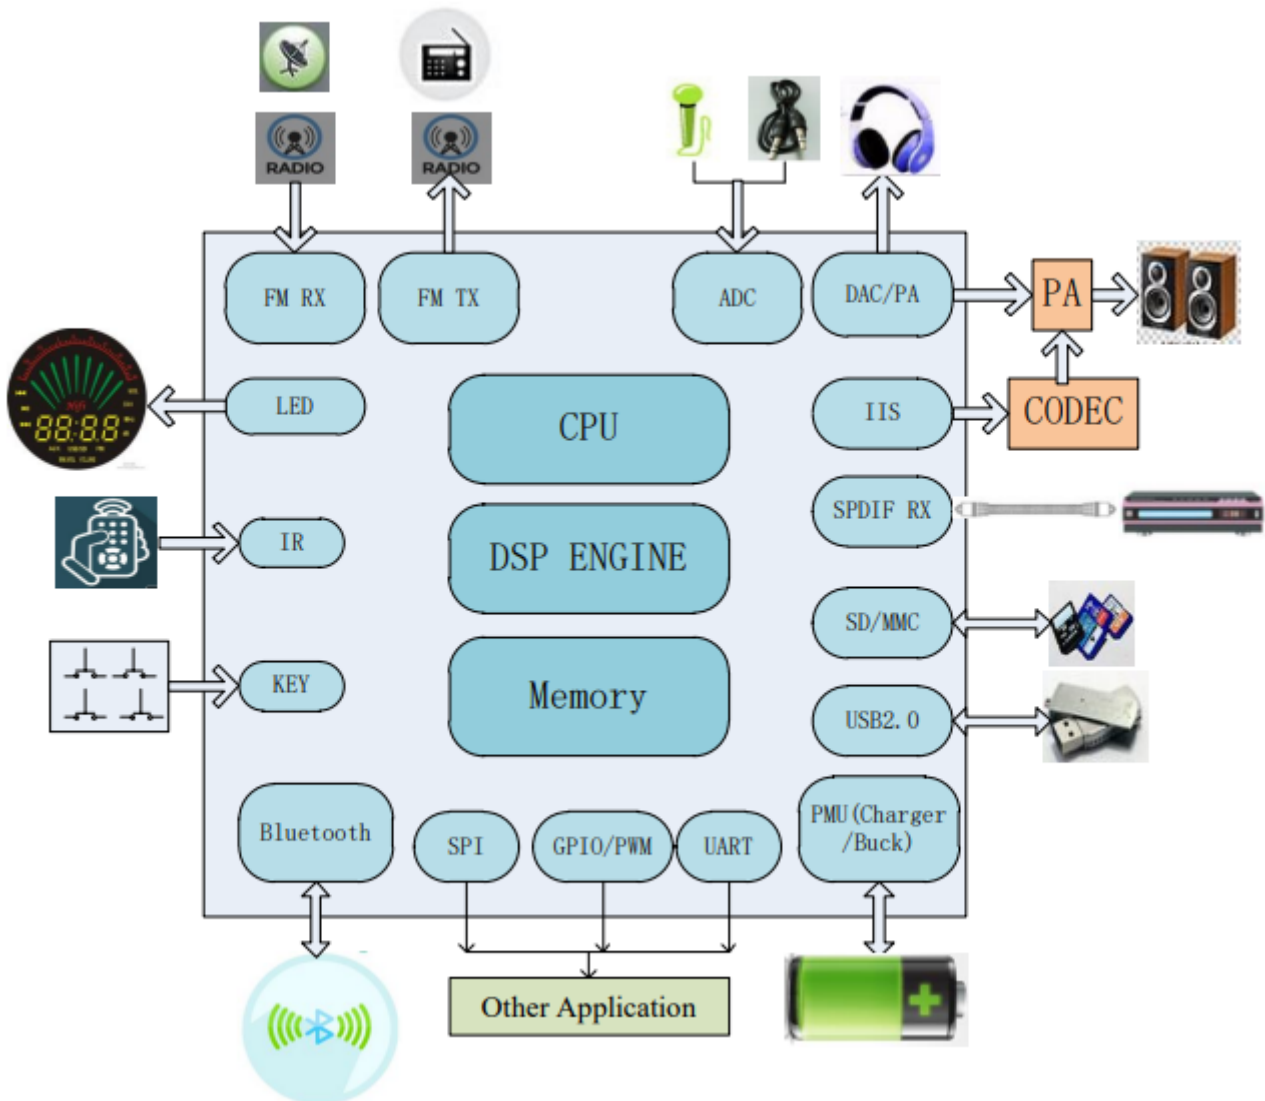 RADIO
RADIO
FM RX
FM TX
ADC
DAC/PA
PA
LED
CPU
IIS
CODEC
88:88
IR
DSP ENGINE
SPDIF RX
SD/MMC
KEY
Memory
USB2.0
Bluetooth
SPI
GPIO/PWM
UART
PMU(Charger
/Buck)
Other Application